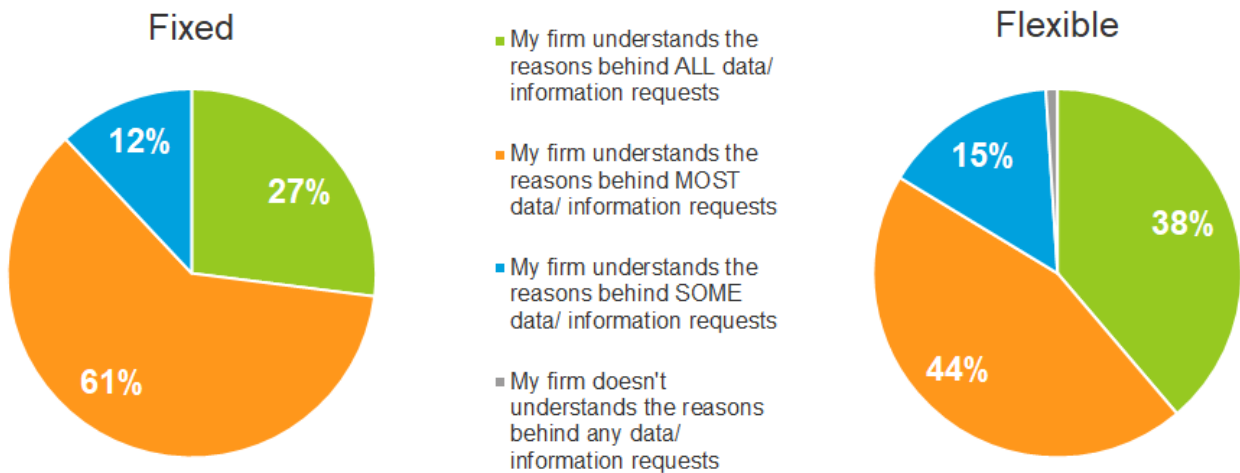 Fixed
12%
27%
61%
My firm understands the
reasons behind ALL data/
information requests
My firm understands the
reasons behind MOST
data/ information requests
My firm understands the
reasons behind SOME
data/ information requests
My firm doesn't
understands the reasons
behind any data/
information requests
Flexible
15%
38%
44%